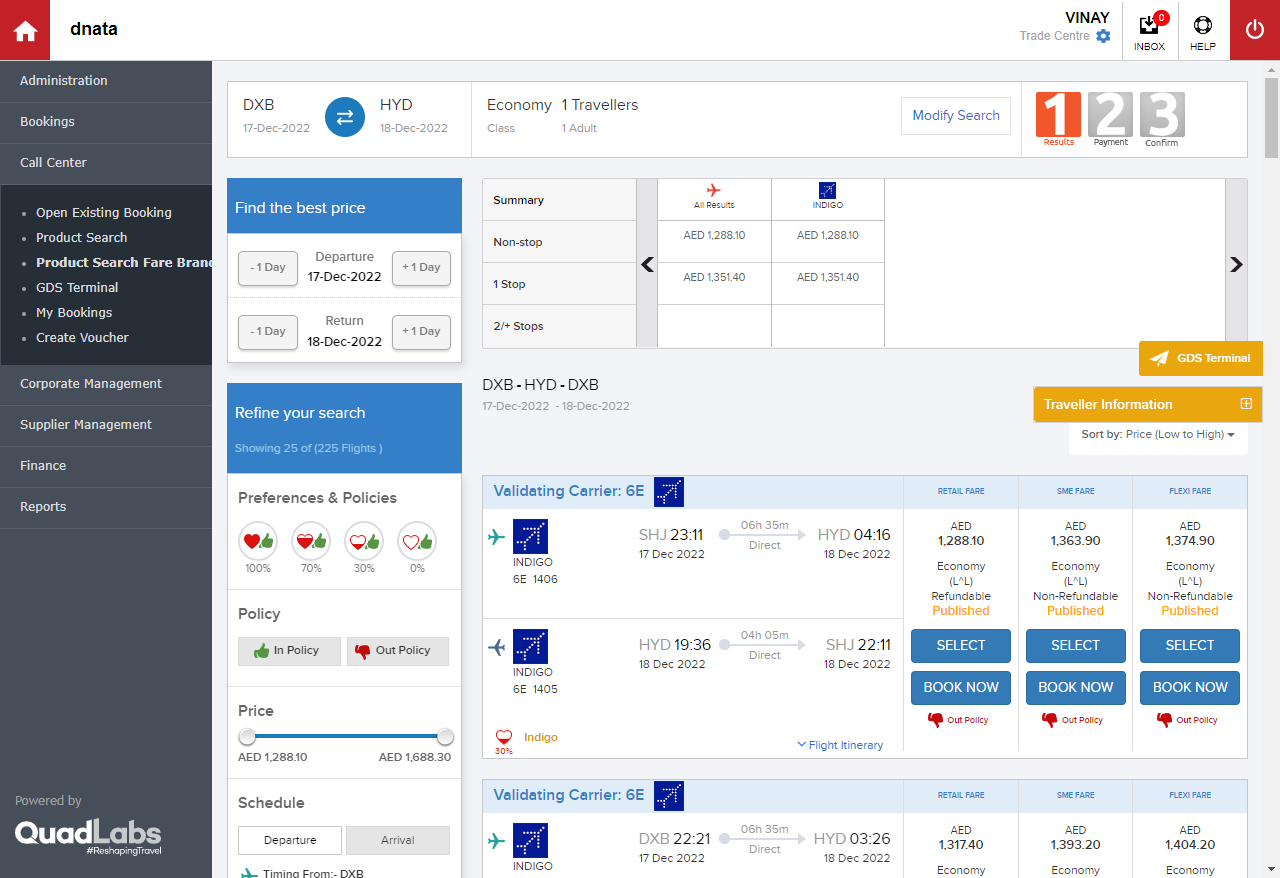 dnata
VINAY
Trade Centre
0
INBOX
HELP
Administration
Bookings
Call Center
Open Existing Booking
Product Search
Product Search Fare Bran
GDS Terminal
My Bookings
Create Voucher
Corporate Management
Supplier Management
Finance
Reports
Powered by
QuadLabs
#ReshapingTravel
DXB HYD
17-Dec-2022 18-Dec-2022
Economy 1 Travellers
Class 1 Adult
Modify Search
1 2 3
Results Payment Confirm
Find the best price
Departure
- 1 Day 17-Dec-2022 + 1 Day
Return
- 1 Day 18-Dec-2022 + 1 Day
Refine your search
Showing 25 of (225 Flights )
Preferences & Policies
100% 70% 30% 0%
Policy
In Policy Out Policy
Price
AED 1,288.10 AED 1,688.30
Schedule
Departure Arrival
Timing From:- DXB
Summary All Results INDIGO
Non-stop AED 1,288.10 AED 1,288.10
1 Stop AED 1,351.40 AED 1,351.40
2/+ Stops
GDS Terminal
DXB - HYD - DXB
17-Dec-2022 - 18-Dec-2022
Traveller Information
Sort by: Price (Low to High)
Validating Carrier: 6E RETAIL FARE SME FARE FLEXI FARE
SHJ 23:11 06h 35m HYD 04:16
17 Dec 2022 Direct 18 Dec 2022
INDIGO
6E 1406
HYD 19:36 04h 05m SHJ 22:11
18 Dec 2022 Direct 18 Dec 2022
INDIGO
6E 1405
30% Indigo
Flight Itinerary
AED AED AED
1,288.10 1,363.90 1,374.90
Economy Economy Economy
(L^L) (L^L) (L^L)
Refundable Non-Refundable Non-Refundable
Published Published Published
SELECT SELECT SELECT
BOOK NOW BOOK NOW BOOK NOW
Out Policy Out Policy Out Policy
Validating Carrier: 6E RETAIL FARE SME FARE FLEXI FARE
DXB 22:21 06h 35m HYD 03:26
17 Dec 2022 Direct 18 Dec 2022
INDIGO
AED AED AED
1,317.40 1,393.20 1,404.20
Economy Economy Economy